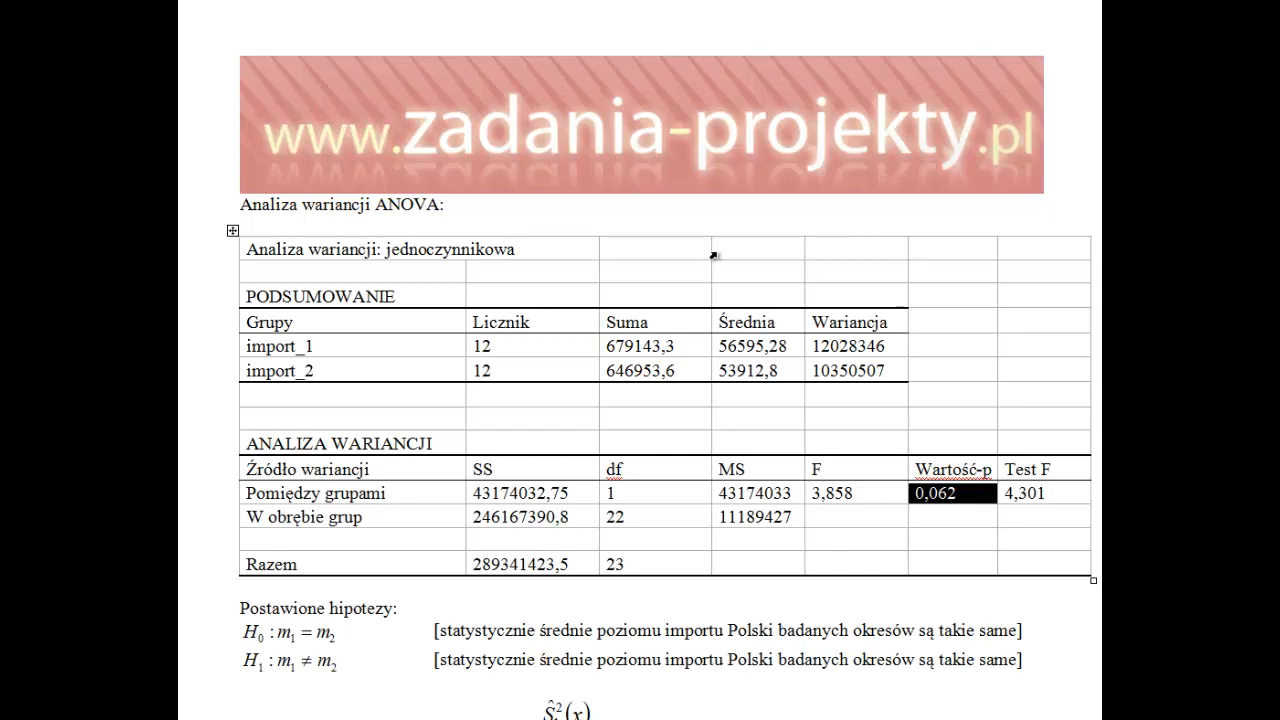 www.zadania-projekty.pl
Analiza wariancji ANOVA:
Analiza wariancji: jednoczynnikowa
PODSUMOWANIE
Grupy Licznik Suma Średnia Wariancja
import_1 12 679143,3 56595,28 12028346
import_2 12 646953,6 53912,8 10350507
ANALIZA WARIANCJI
Źródło wariancji SS df MS F Wartość-p Test F
Pomiędzy grupami 43174032,75 1 43174033 3,858 0,062 4,301
W obrębie grup 246167390,8 22 11189427
Razem 289341423,5 23
Postawione hipotezy:
H₀ : m₁ = m₂ [statystycznie średnie poziomu importu Polski badanych okresów są takie same]
H₁ : m₁ ≠ m₂ [statystycznie średnie poziomu importu Polski badanych okresów są takie same]